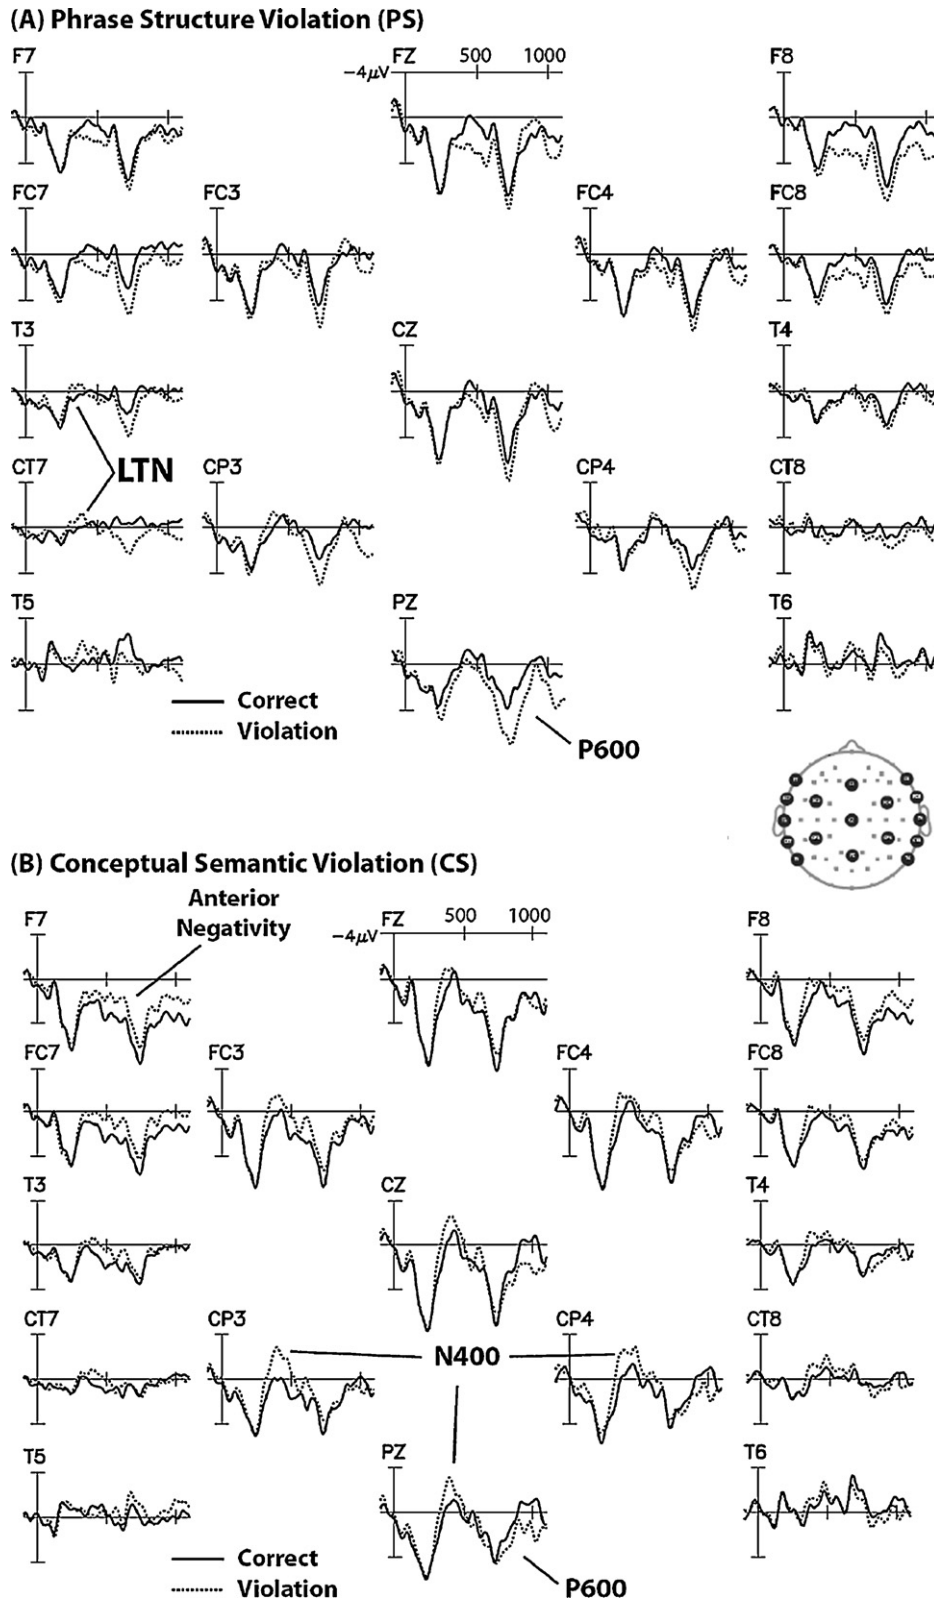 (A) Phrase Structure Violation (PS)
F7 FZ 500 1000 F8
−4μV
FC7 FC3 FC4 FC8
T3 CZ T4
LTN
CT7 CP3 CP4 CT8
T5 PZ T6
Correct
Violation
P600
(B) Conceptual Semantic Violation (CS)
Anterior
Negativity
F7 FZ 500 1000 F8
−4μV
FC7 FC3 FC4 FC8
T3 CZ T4
CT7 CP3 CP4 CT8
N400
T5 PZ T6
Correct
Violation
P600